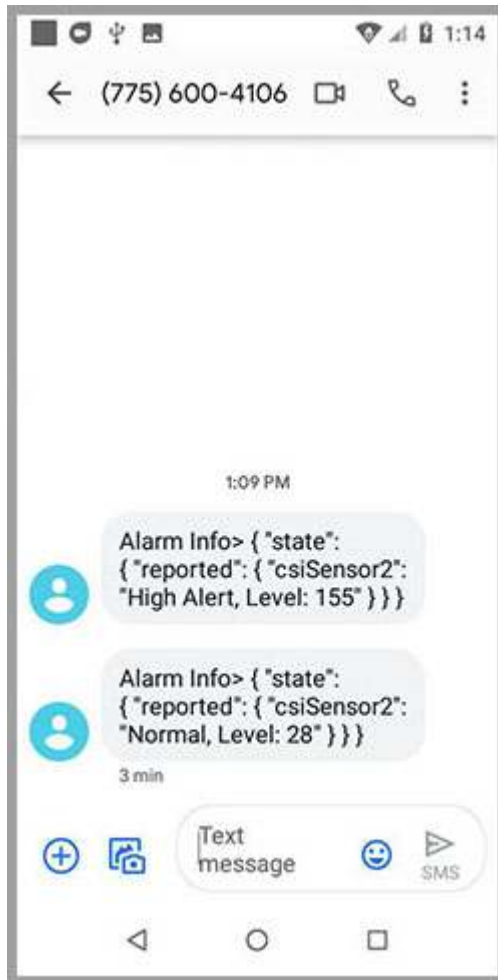 1:14
(775) 600-4106
1:09 PM
Alarm Info> { "state":
{ "reported": { "csiSensor2":
"High Alert, Level: 155" } } }
Alarm Info> { "state":
{ "reported": { "csiSensor2":
"Normal, Level: 28" } } }
3 min
Text
message
SMS